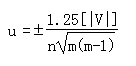 u = ± 1.25[|V|] / n√m(m-1)